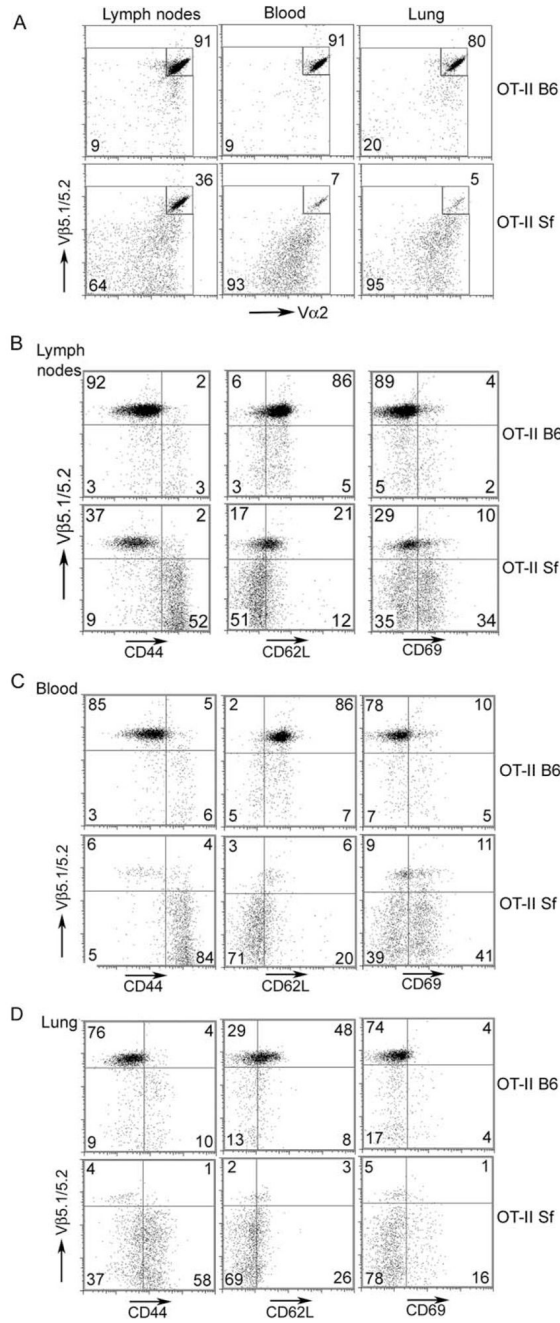 A
Lymph nodes Blood Lung
91 91 80
OT-II B6
9 9 20
36 7 5
OT-II Sf
64 93 95
Vβ5.1/5.2
Vα2
B
Lymph nodes
92 2 6 86 89 4
OT-II B6
3 3 3 5 5 2
37 2 17 21 29 10
OT-II Sf
9 52 51 12 35 34
Vβ5.1/5.2
CD44 CD62L CD69
C
Blood
85 5 2 86 78 10
OT-II B6
3 6 5 7 7 5
6 4 3 6 9 11
OT-II Sf
5 84 71 20 39 41
Vβ5.1/5.2
CD44 CD62L CD69
D
Lung
76 4 29 48 74 4
OT-II B6
9 10 13 8 17 4
4 1 2 3 5 1
OT-II Sf
37 58 69 26 78 16
Vβ5.1/5.2
CD44 CD62L CD69